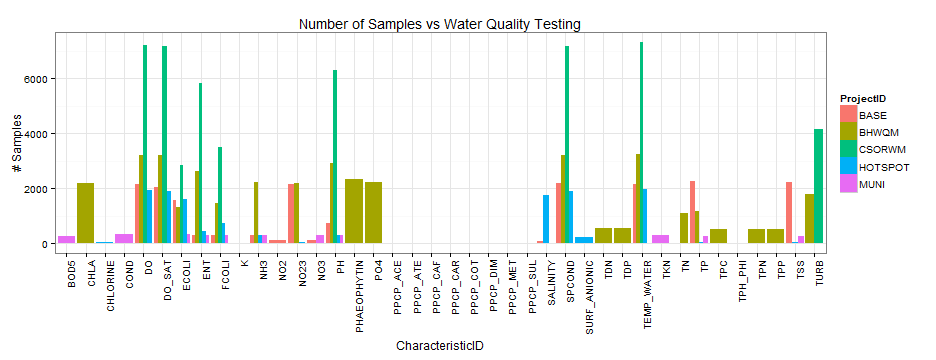 Number of Samples vs Water Quality Testing
# Samples
6000
4000
2000
0
BOD5
CHLA
CHLORINE
COND
DO
DO_SAT
ECOLI
ENT
FCOLI
K
NH3
NO2
NO23
NO3
PH
PHAEOPHYTIN
PO4
PPCP_ACE
PPCP_ATE
PPCP_CAF
PPCP_CAR
PPCP_COT
PPCP_DIM
PPCP_MET
PPCP_SUL
SALINITY
SPCOND
SURF_ANIONIC
TDN
TDP
TEMP_WATER
TKN
TN
TP
TPC
TPH_PHI
TPN
TPP
TSS
TURB
CharacteristicID
ProjectID
BASE
BHWQM
CSORWM
HOTSPOT
MUNI